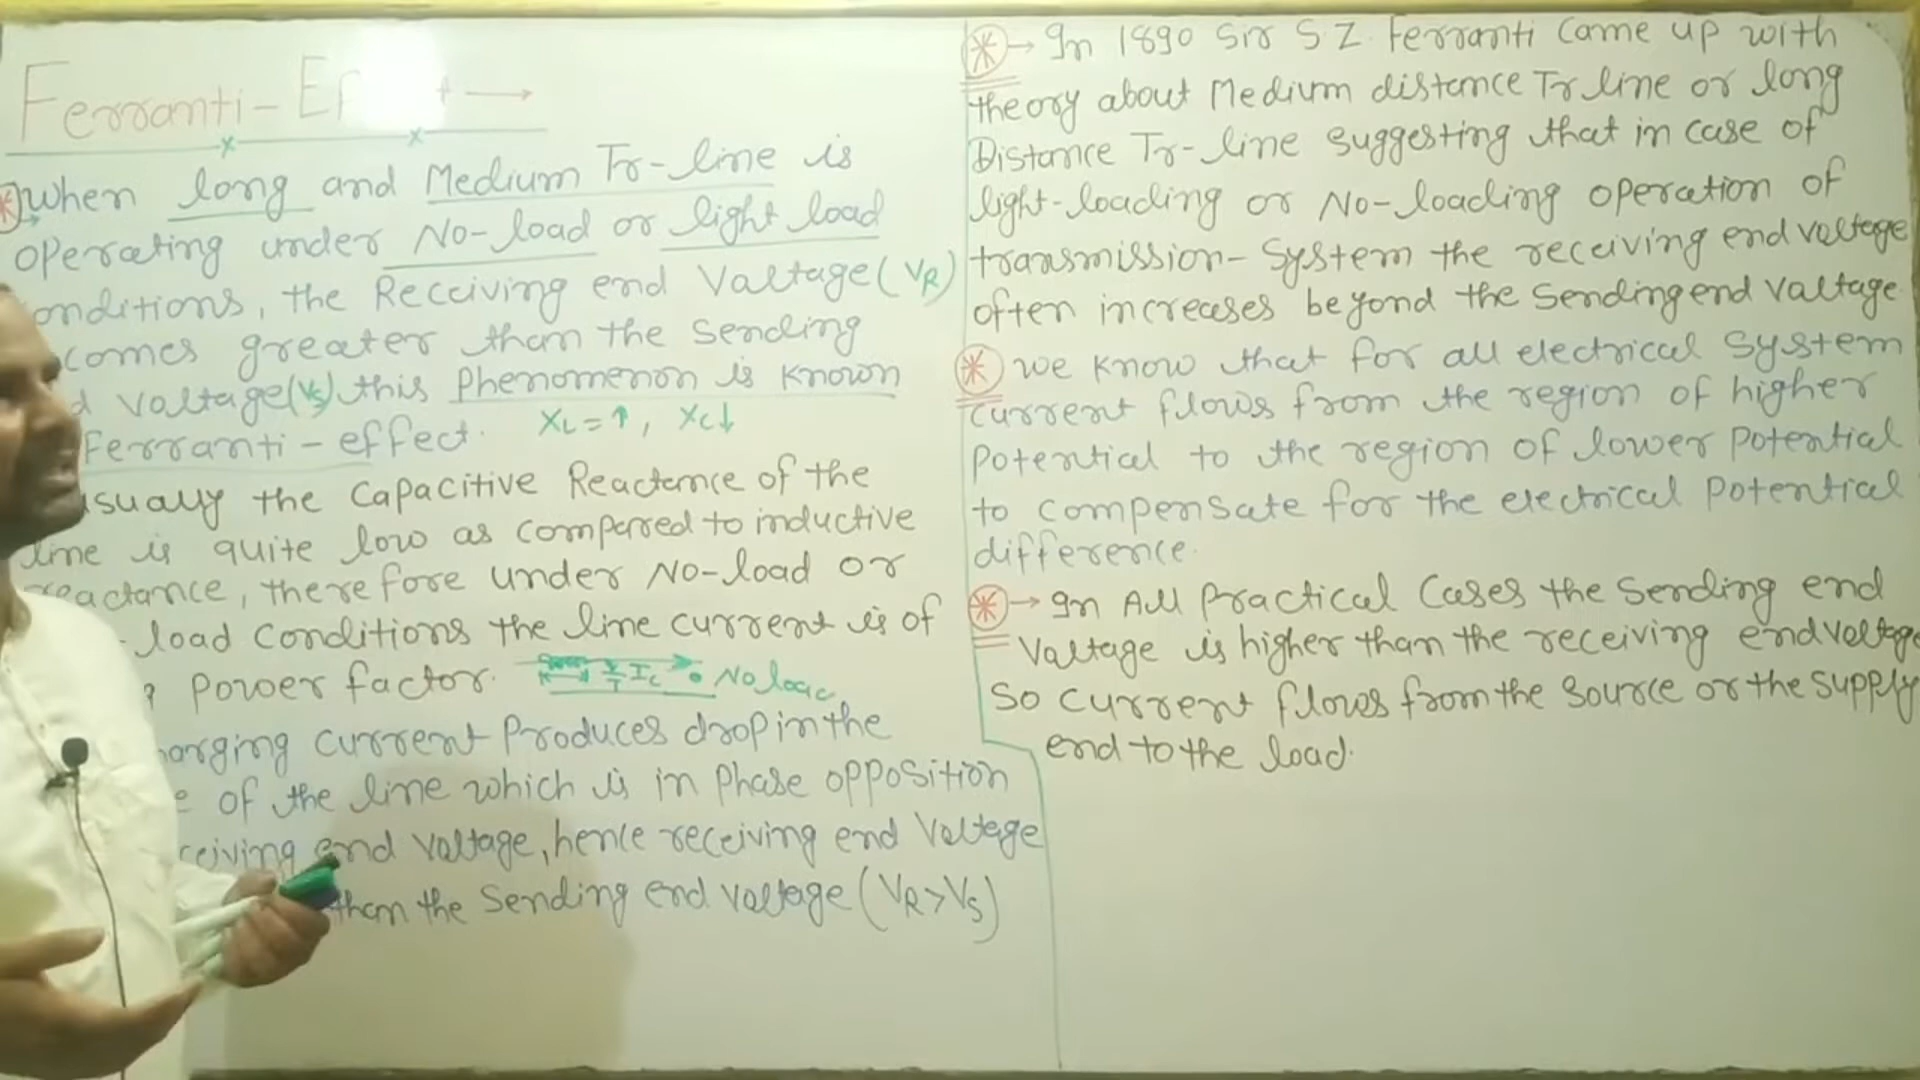 Ferranti - Ef t →
when long and Medium Tr-line is
operating under No-load or light load
onditions, the Receiving end Valtage (VR)
comes greater than the sending
d Valtage (Vs) this Phenomenon is known
Ferranti - effect.
XL = ↑ , XC ↓
usually the Capacitive Reactance of the
line is quite low as compared to inductive
reactance, therefore under No-load or
- load conditions the line current is of
Power factor.
IC No load
harging current Produces drop in the
e of the line which is in Phase opposition
ceiving end Valtage, hence receiving end Valtage
than the Sending end Valtage (VR > VS)
→ In 1890 Sir S Z. Ferranti Came up with
theory about Medium distance Tr line or long
Distance Tr-line suggesting that in case of
light-loading or No-loading operation of
transmission - System the receiving end valtage
often increases beyond the Sending end Valtage
we know that for all electrical System
current flows from the region of higher
Potential to the region of lower Potential
to compensate for the electrical Potential
difference.
→ In All Practical Cases the Sending end
Valtage is higher than the receiving end valtage
So current flows from the source or the supply
end to the load.